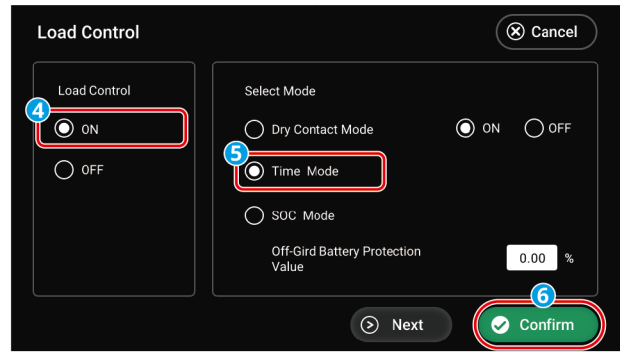 Load Control
Cancel
Load Control
4
ON
OFF
Select Mode
Dry Contact Mode
ON
OFF
5
Time Mode
SOC Mode
Off-Gird Battery Protection
Value
0.00 %
6
Next
Confirm